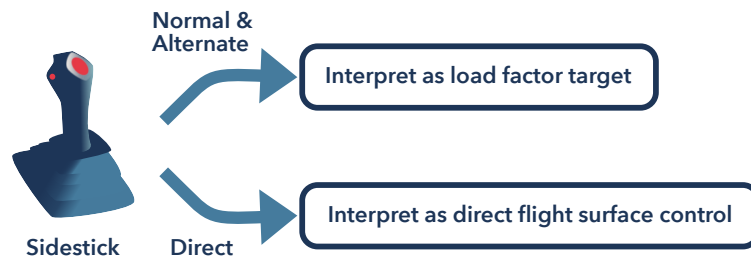 Normal &
Alternate
Interpret as load factor target
Interpret as direct flight surface control
Sidestick
Direct